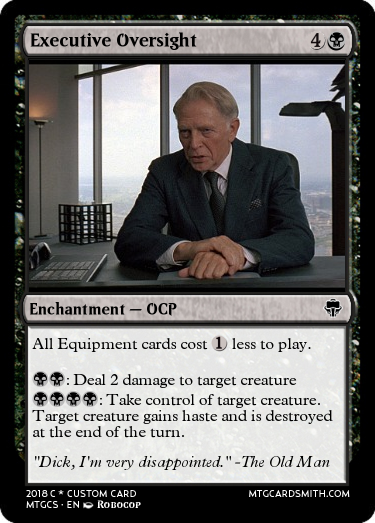 Executive Oversight 4
Enchantment — OCP
All Equipment cards cost 1 less to play.
: Deal 2 damage to target creature
: Take control of target creature.
Target creature gains haste and is destroyed
at the end of the turn.
"Dick, I'm very disappointed." -The Old Man
2018 C * CUSTOM CARD
MTGCARDSMITH.COM
MTGCS • EN ROBOCOP